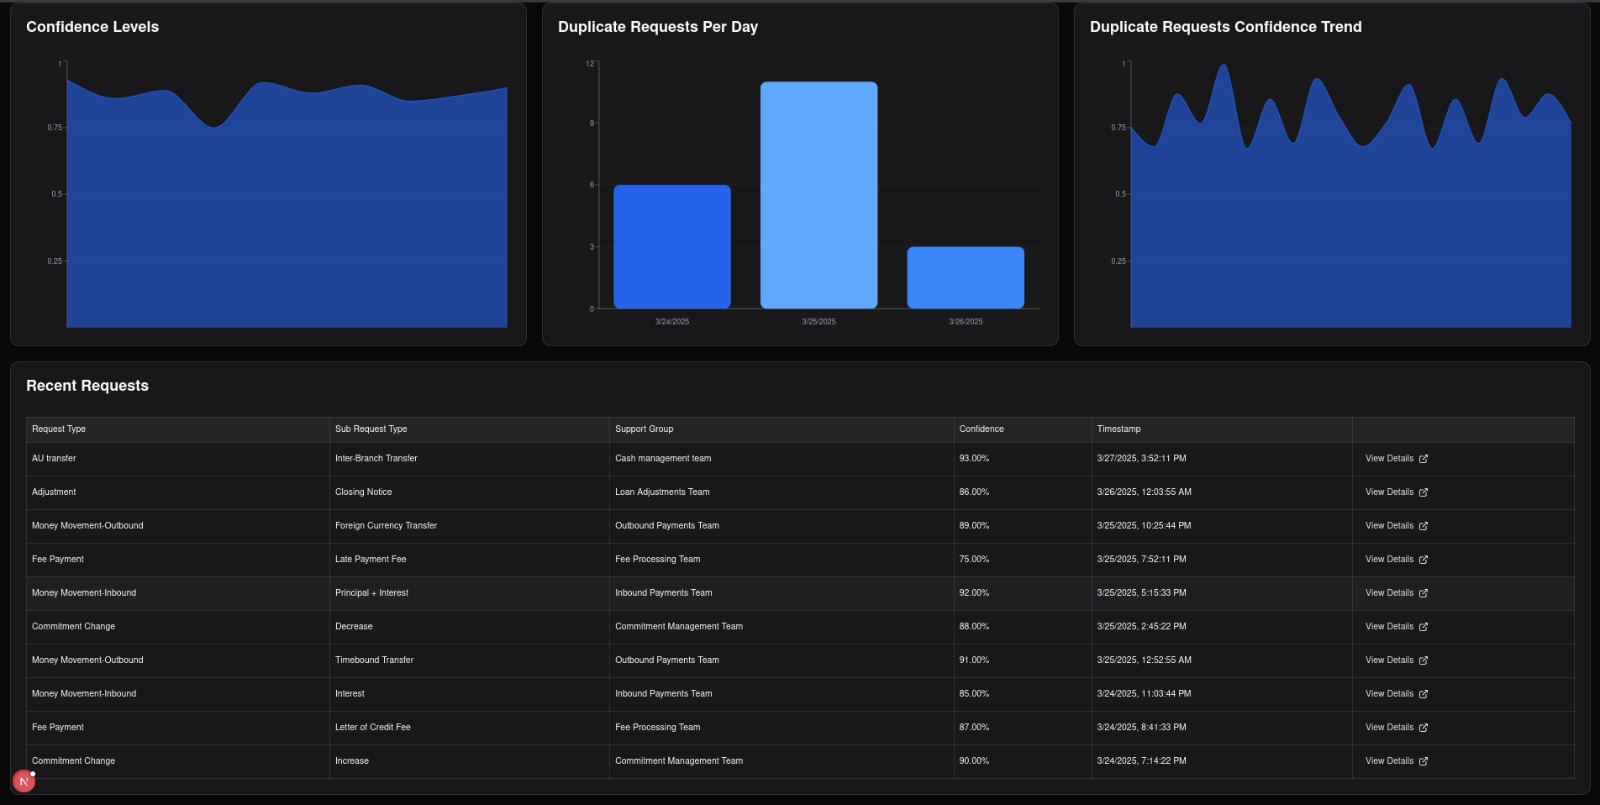 Confidence Levels
1
0.75
0.5
0.25
Duplicate Requests Per Day
12
9
6
3
0
3/24/2025 3/25/2025 3/26/2025
Duplicate Requests Confidence Trend
1
0.75
0.5
0.25
Recent Requests
Request Type Sub Request Type Support Group Confidence Timestamp
AU transfer Inter-Branch Transfer Cash management team 93.00% 3/27/2025, 3:52:11 PM View Details
Adjustment Closing Notice Loan Adjustments Team 86.00% 3/26/2025, 12:03:55 AM View Details
Money Movement-Outbound Foreign Currency Transfer Outbound Payments Team 89.00% 3/25/2025, 10:25:44 PM View Details
Fee Payment Late Payment Fee Fee Processing Team 75.00% 3/25/2025, 7:52:11 PM View Details
Money Movement-Inbound Principal + Interest Inbound Payments Team 92.00% 3/25/2025, 5:15:33 PM View Details
Commitment Change Decrease Commitment Management Team 88.00% 3/25/2025, 2:45:22 PM View Details
Money Movement-Outbound Timebound Transfer Outbound Payments Team 91.00% 3/25/2025, 12:52:55 AM View Details
Money Movement-Inbound Interest Inbound Payments Team 85.00% 3/24/2025, 11:03:44 PM View Details
Fee Payment Letter of Credit Fee Fee Processing Team 87.00% 3/24/2025, 8:41:33 PM View Details
Commitment Change Increase Commitment Management Team 90.00% 3/24/2025, 7:14:22 PM View Details
N